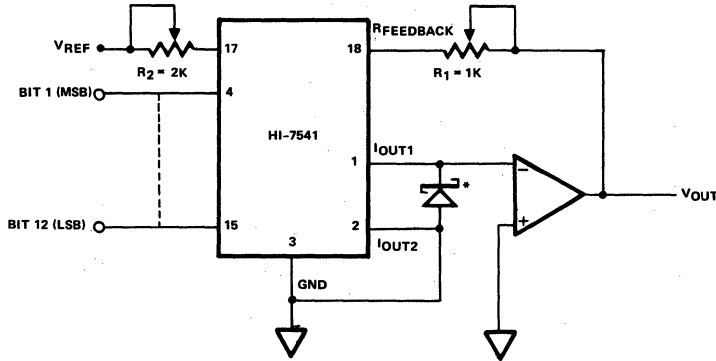 RFEEDBACK
VREF
17
18
R2 = 2K
R1 = 1K
BIT 1 (MSB)
4
HI-7541
1
IOUT1
*
−
VOUT
+
BIT 12 (LSB)
15
2
IOUT2
3
GND